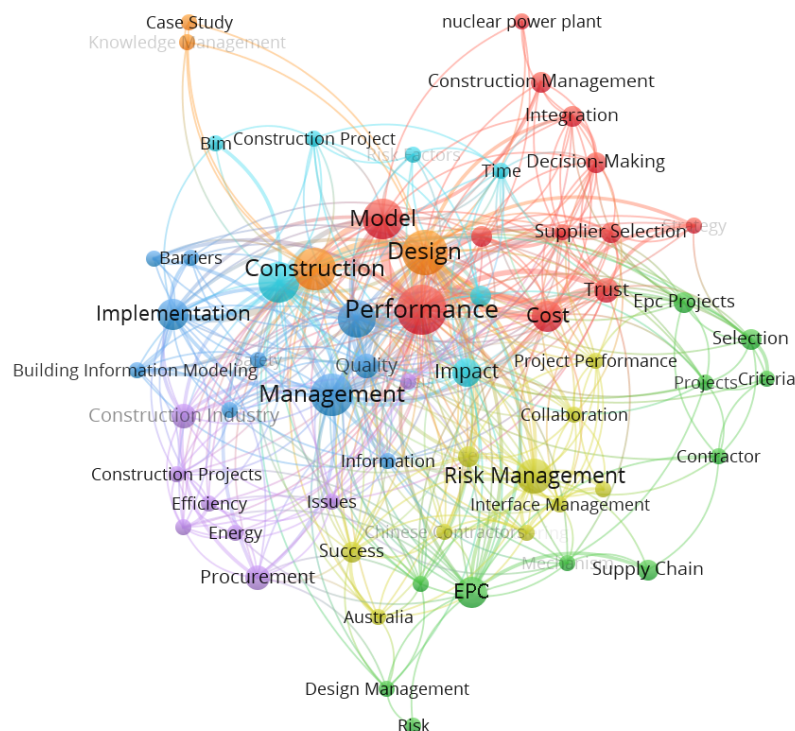 Case Study
nuclear power plant
Knowledge Management
Construction Management
Integration
Bim
Construction Project
Risk Factors
Decision-Making
Time
Model
Supplier Selection
Design
Barriers
Construction
Trust
Epc Projects
Implementation
Performance
Cost
Selection
Safety
Project Performance
Building Information Modeling
Quality
Impact
Projects
Criteria
Management
Construction Industry
Collaboration
Information
Contractor
Construction Projects
Risk Management
Efficiency
Issues
Interface Management
Energy
Chinese Contractors
Success
Mechanism
Supply Chain
Procurement
EPC
Australia
Design Management
Risk